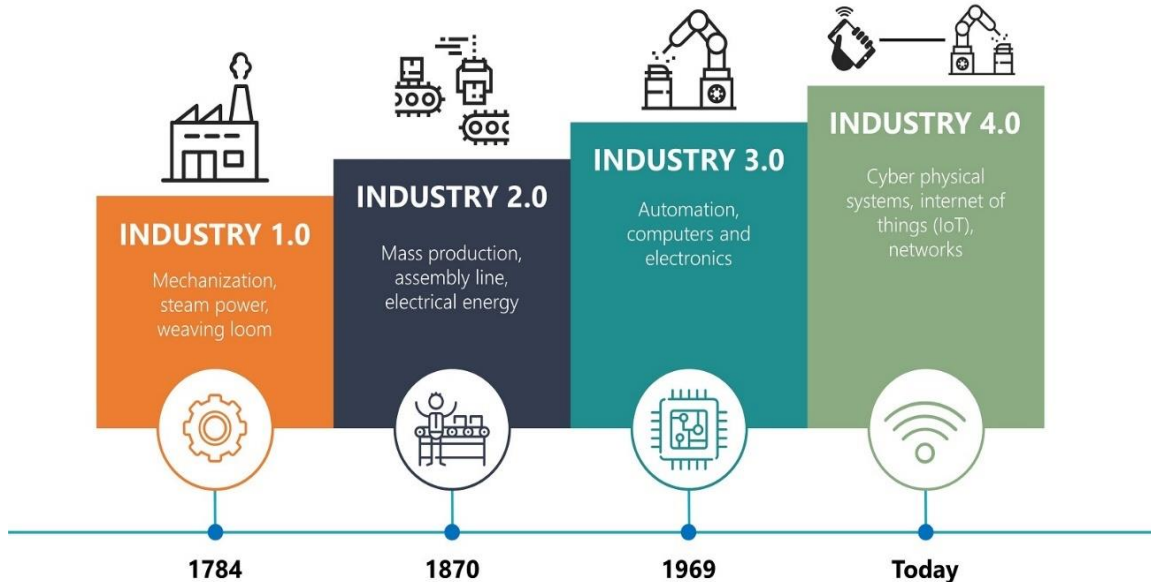 INDUSTRY 1.0
Mechanization,
steam power,
weaving loom
INDUSTRY 2.0
Mass production,
assembly line,
electrical energy
INDUSTRY 3.0
Automation,
computers and
electronics
INDUSTRY 4.0
Cyber physical
systems, internet of
things (IoT),
networks
1784
1870
1969
Today